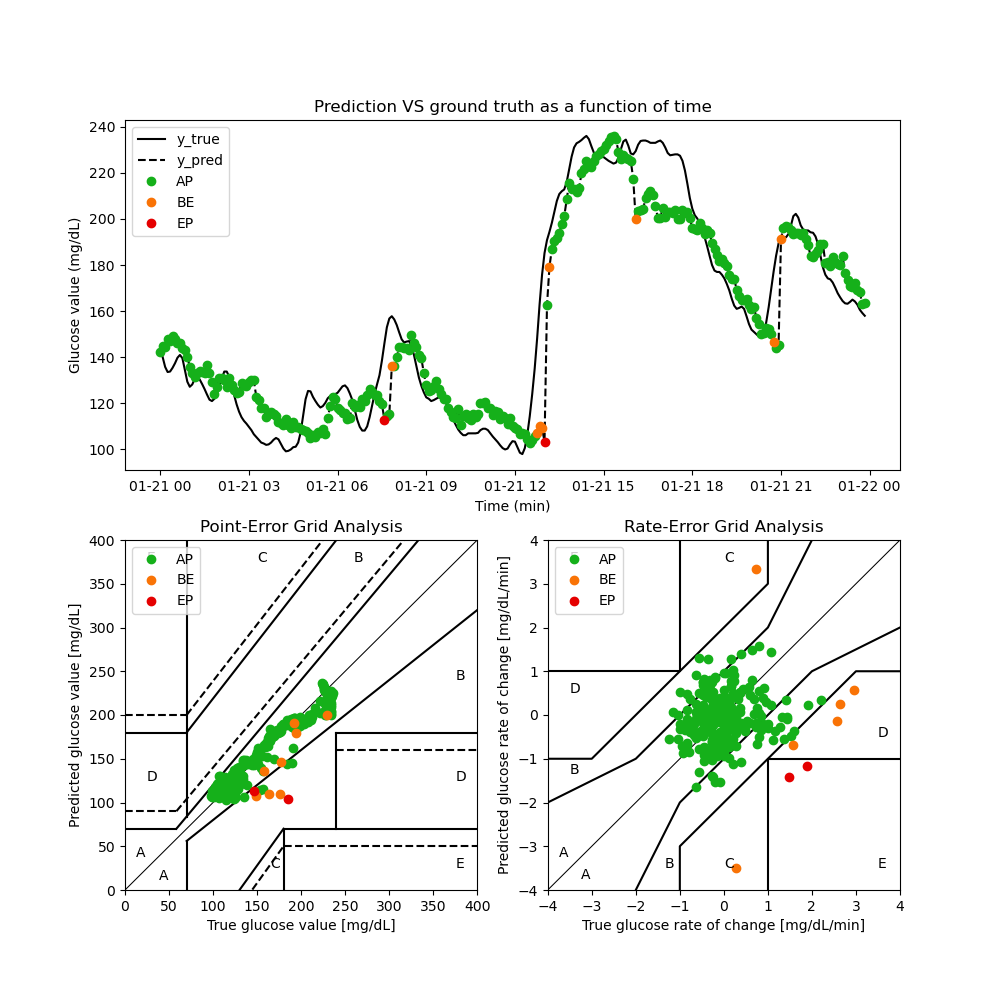 Prediction VS ground truth as a function of time
Glucose value (mg/dL)
240
220
200
180
160
140
120
100
y_true
y_pred
AP
BE
EP
01-21 00 01-21 03 01-21 06 01-21 09 01-21 12 01-21 15 01-21 18 01-21 21 01-22 00
Time (min)
Point-Error Grid Analysis
Predicted glucose value [mg/dL]
400
350
300
250
200
150
100
50
0
AP
BE
EP
C B
B
D D
A
A
C E
0 50 100 150 200 250 300 350 400
True glucose value [mg/dL]
Rate-Error Grid Analysis
Predicted glucose rate of change [mg/dL/min]
4
3
2
1
0
−1
−2
−3
−4
AP
BE
EP
C
D
D
B
A
A
B C E
−4 −3 −2 −1 0 1 2 3 4
True glucose rate of change [mg/dL/min]